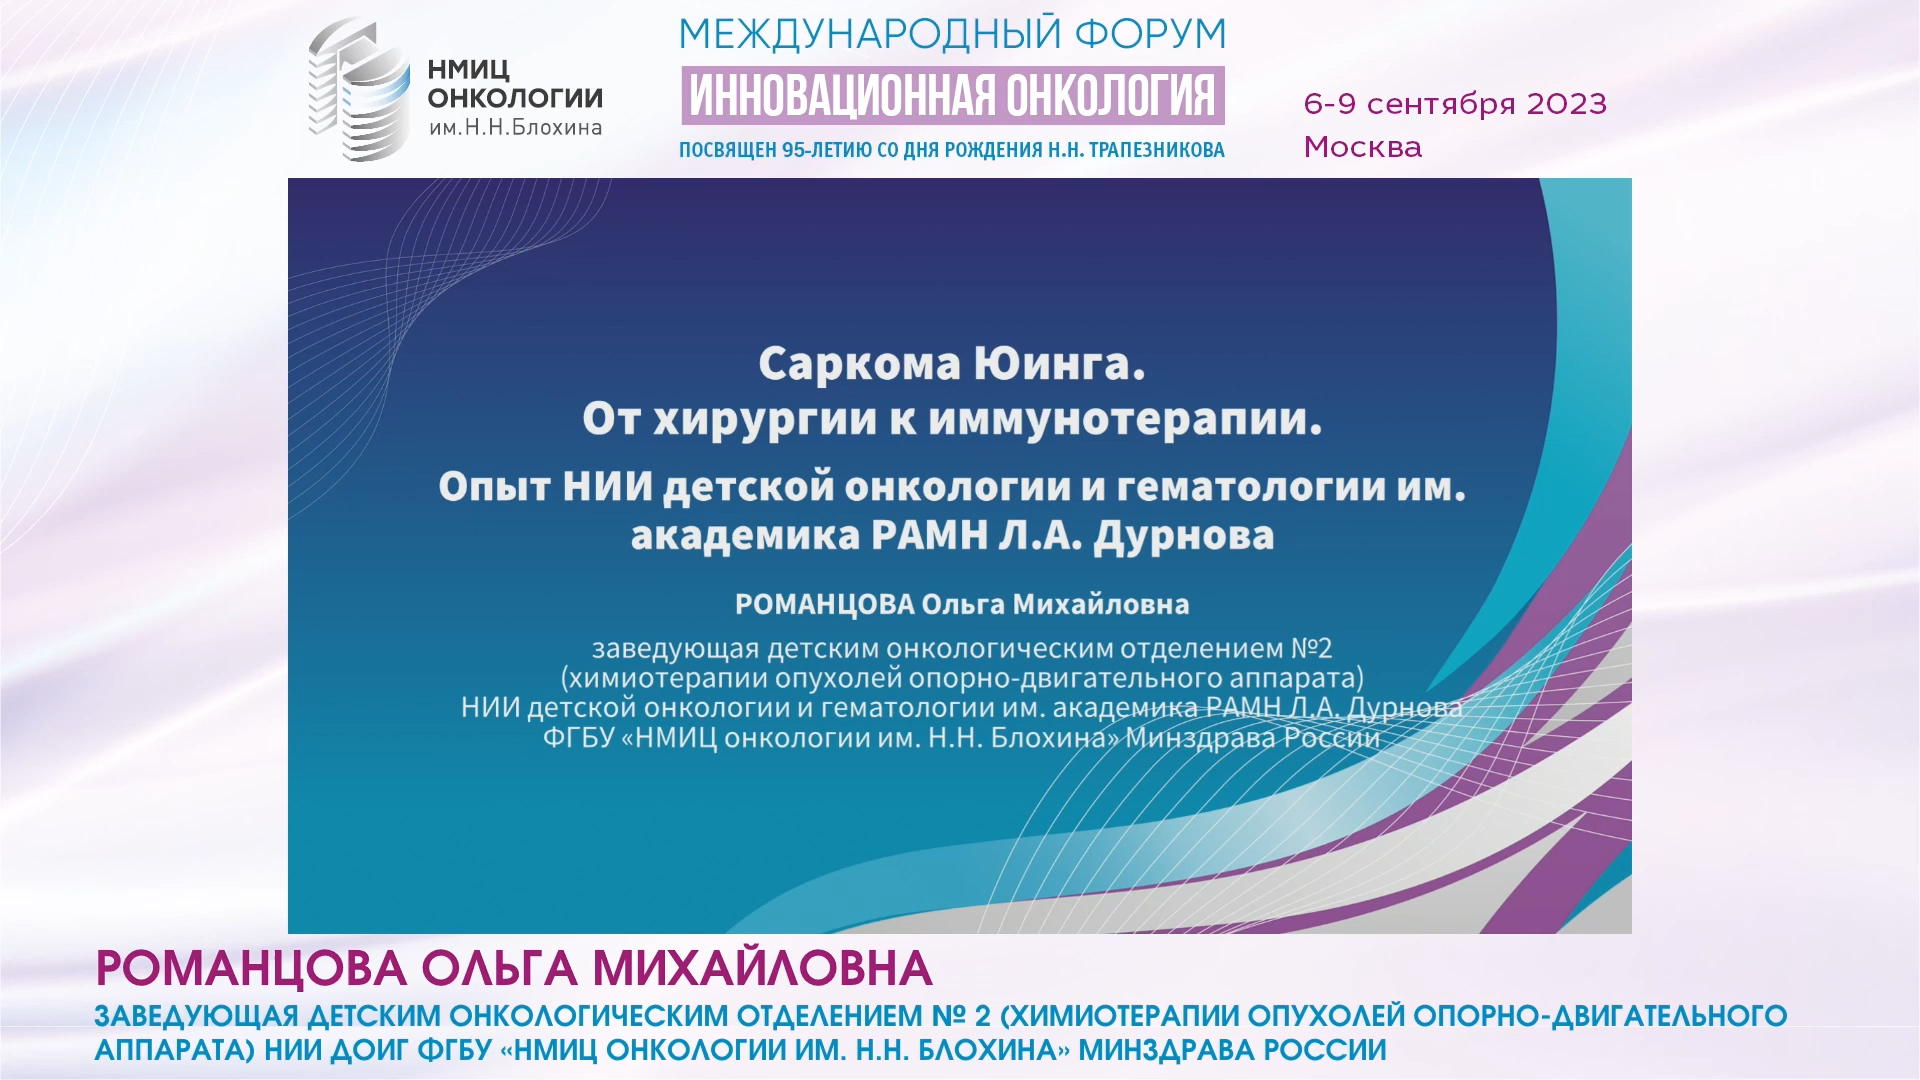 НМИЦ
ОНКОЛОГИИ
им.Н.Н.Блохина
МЕЖДУНАРОДНЫЙ ФОРУМ
ИННОВАЦИОННАЯ ОНКОЛОГИЯ
ПОСВЯЩЕН 95-ЛЕТИЮ СО ДНЯ РОЖДЕНИЯ Н.Н. ТРАПЕЗНИКОВА
6-9 сентября 2023
Москва
Саркома Юинга.
От хирургии к иммунотерапии.
Опыт НИИ детской онкологии и гематологии им.
академика РАМН Л.А. Дурнова
РОМАНЦОВА Ольга Михайловна
заведующая детским онкологическим отделением №2
(химиотерапии опухолей опорно-двигательного аппарата)
НИИ детской онкологии и гематологии им. академика РАМН Л.А. Дурнова
ФГБУ «НМИЦ онкологии им. Н.Н. Блохина» Минздрава России
РОМАНЦОВА ОЛЬГА МИХАЙЛОВНА
ЗАВЕДУЮЩАЯ ДЕТСКИМ ОНКОЛОГИЧЕСКИМ ОТДЕЛЕНИЕМ № 2 (ХИМИОТЕРАПИИ ОПУХОЛЕЙ ОПОРНО-ДВИГАТЕЛЬНОГО
АППАРАТА) НИИ ДОИГ ФГБУ «НМИЦ ОНКОЛОГИИ ИМ. Н.Н. БЛОХИНА» МИНЗДРАВА РОССИИ